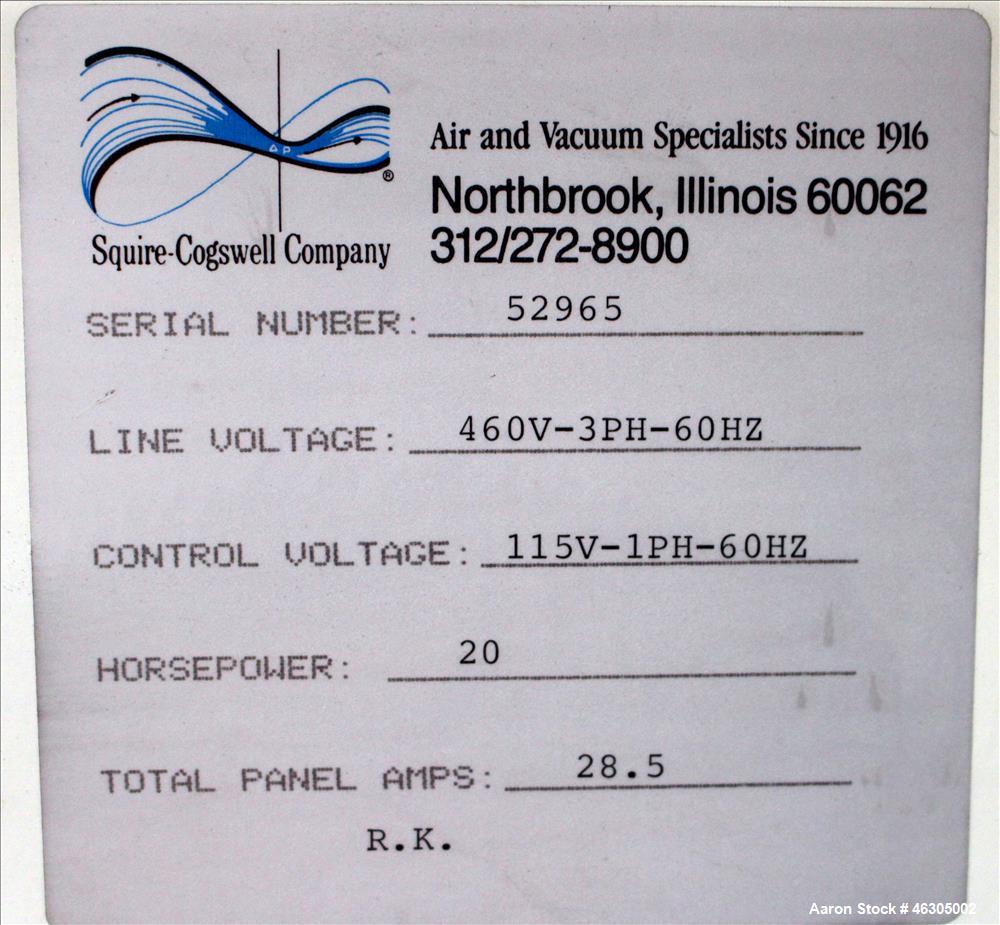 Δ P
®
Squire-Cogswell Company
Air and Vacuum Specialists Since 1916
Northbrook, Illinois 60062
312/272-8900
SERIAL NUMBER: 52965
LINE VOLTAGE: 460V-3PH-60HZ
CONTROL VOLTAGE: 115V-1PH-60HZ
HORSEPOWER: 20
TOTAL PANEL AMPS: 28.5
R.K.
Aaron Stock # 46305002